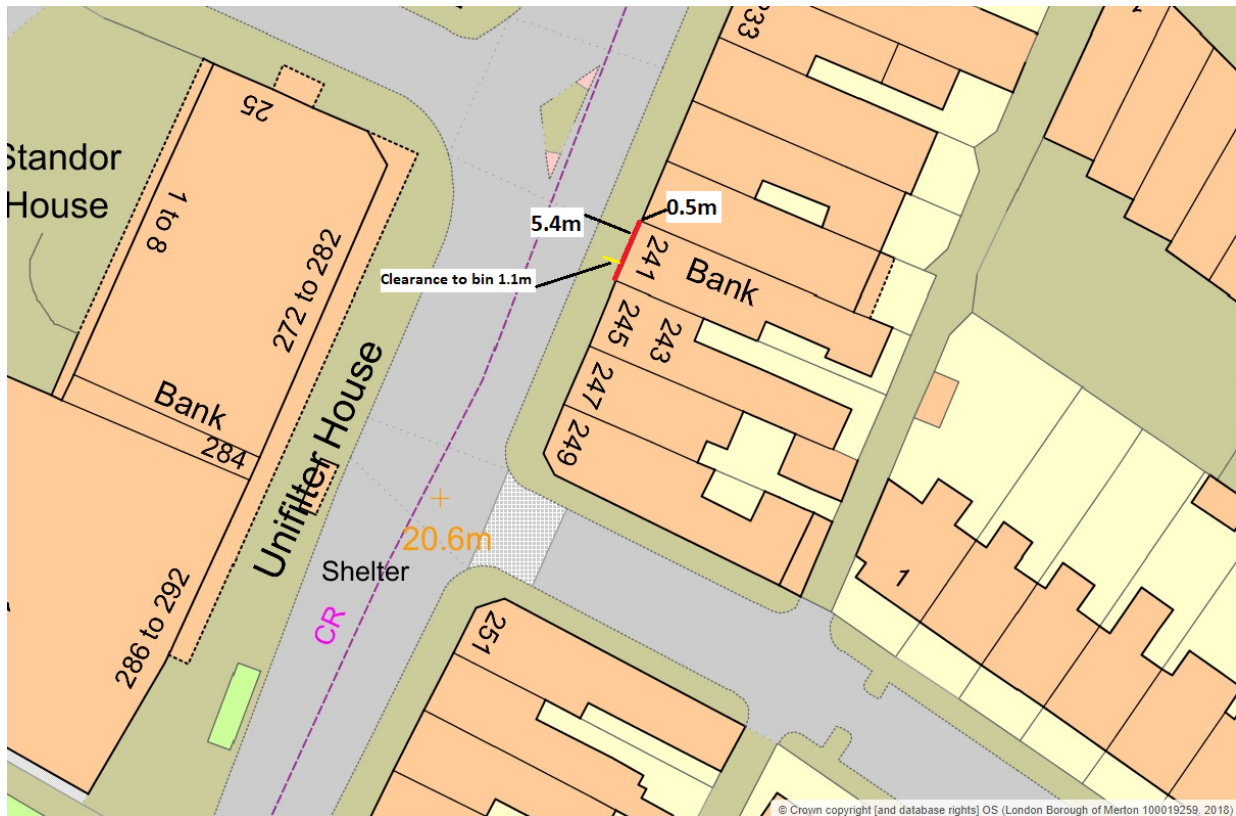 233
1
25
Standor
House
1 to 8
272 to 282
0.5m
5.4m
241
Bank
Clearance to bin 1.1m
245
243
247
249
Bank
284
Unifilter House
20.6m
Shelter
CR
286 to 292
251
1
© Crown copyright [and database rights] OS (London Borough of Merton 100019259, 2018)